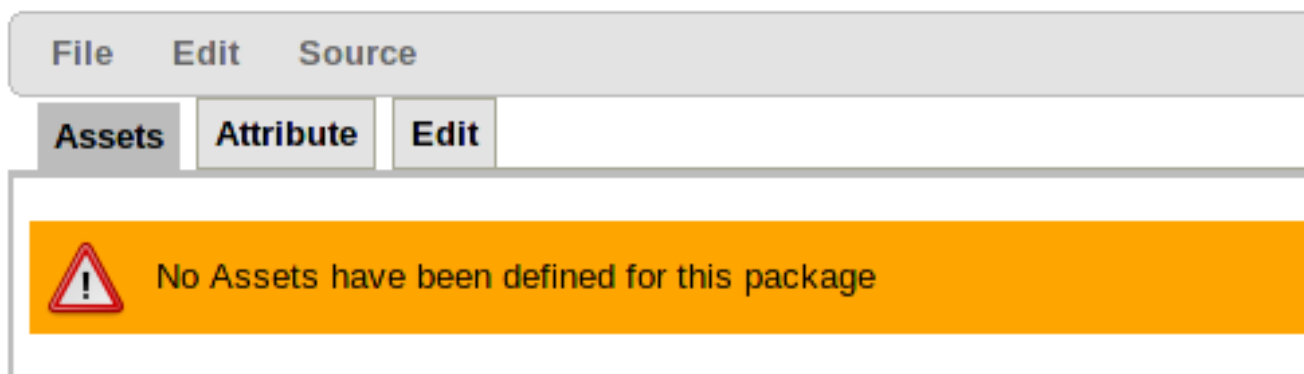 File Edit Source
Assets Attribute Edit
! No Assets have been defined for this package